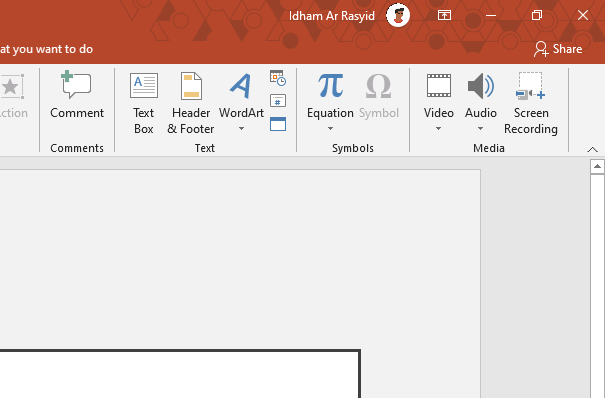 Idham Ar Rasyid
at you want to do
Share
ction
Comment
Text
Box
Header
& Footer
WordArt
Equation
Symbol
Video
Audio
Screen
Recording
Comments
Text
Symbols
Media